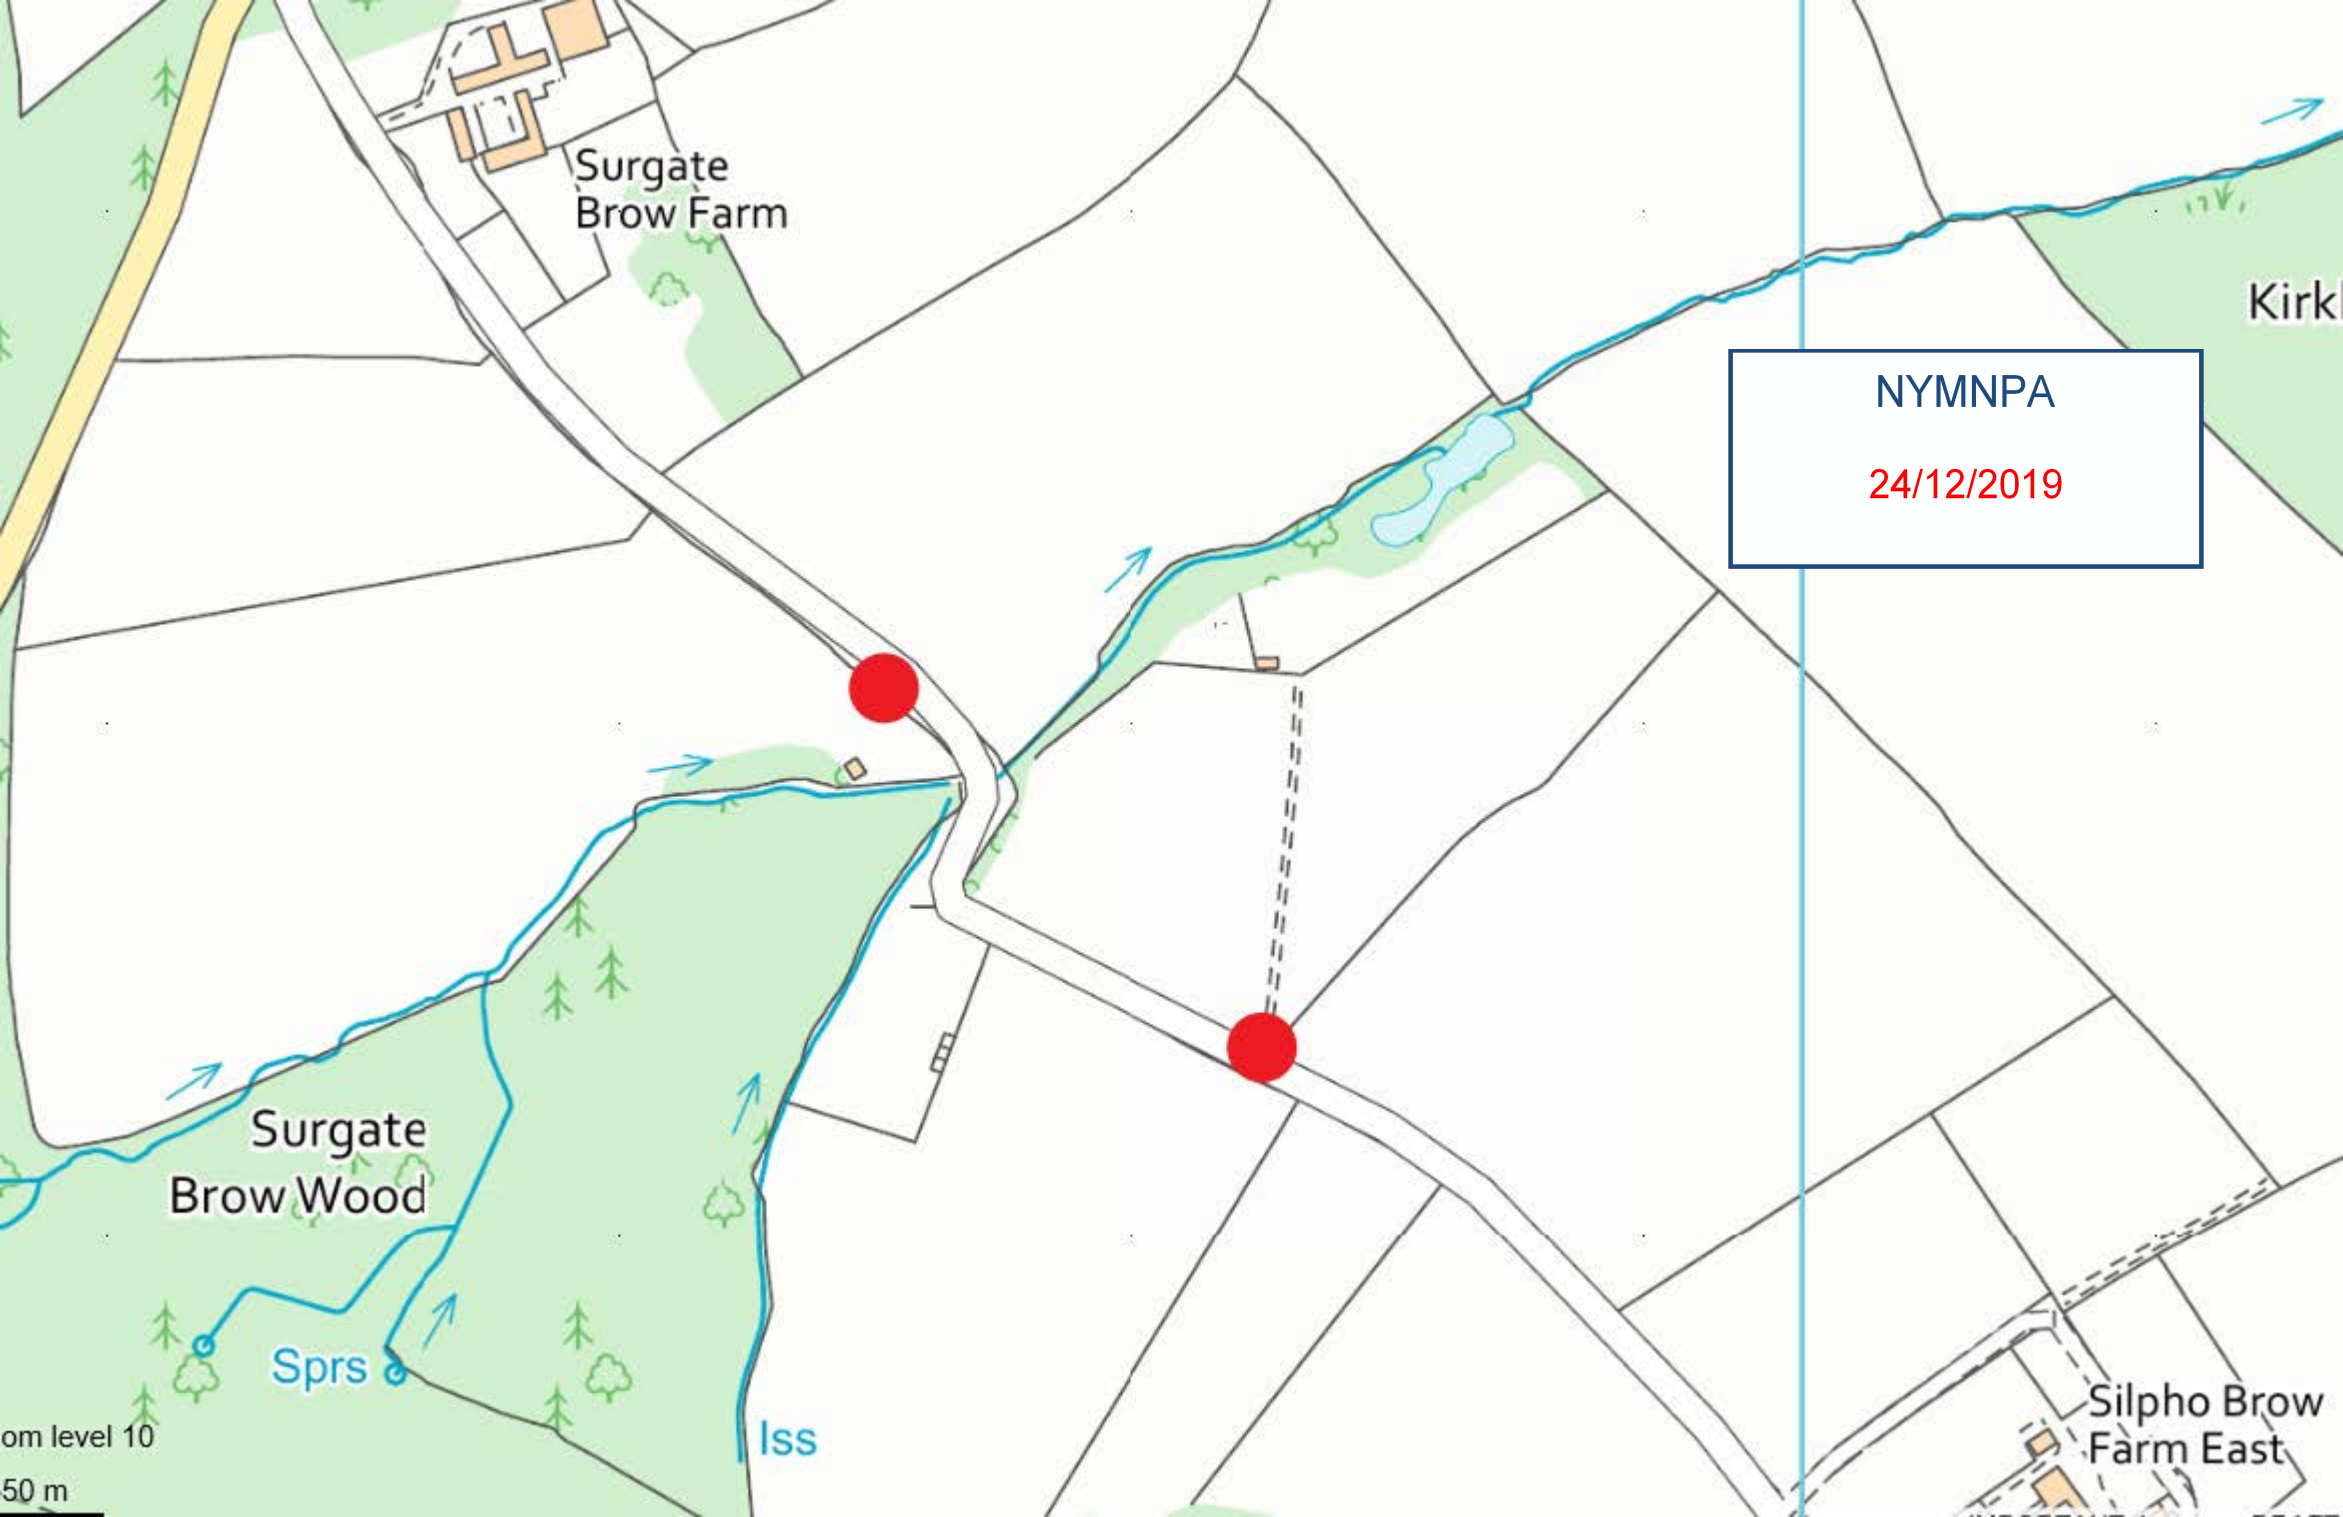 Surgate
Brow Farm
Kirk
NYMNPA
24/12/2019
Surgate
Brow Wood
Sprs
Iss
om level 10
50 m
Silpho Brow
Farm East